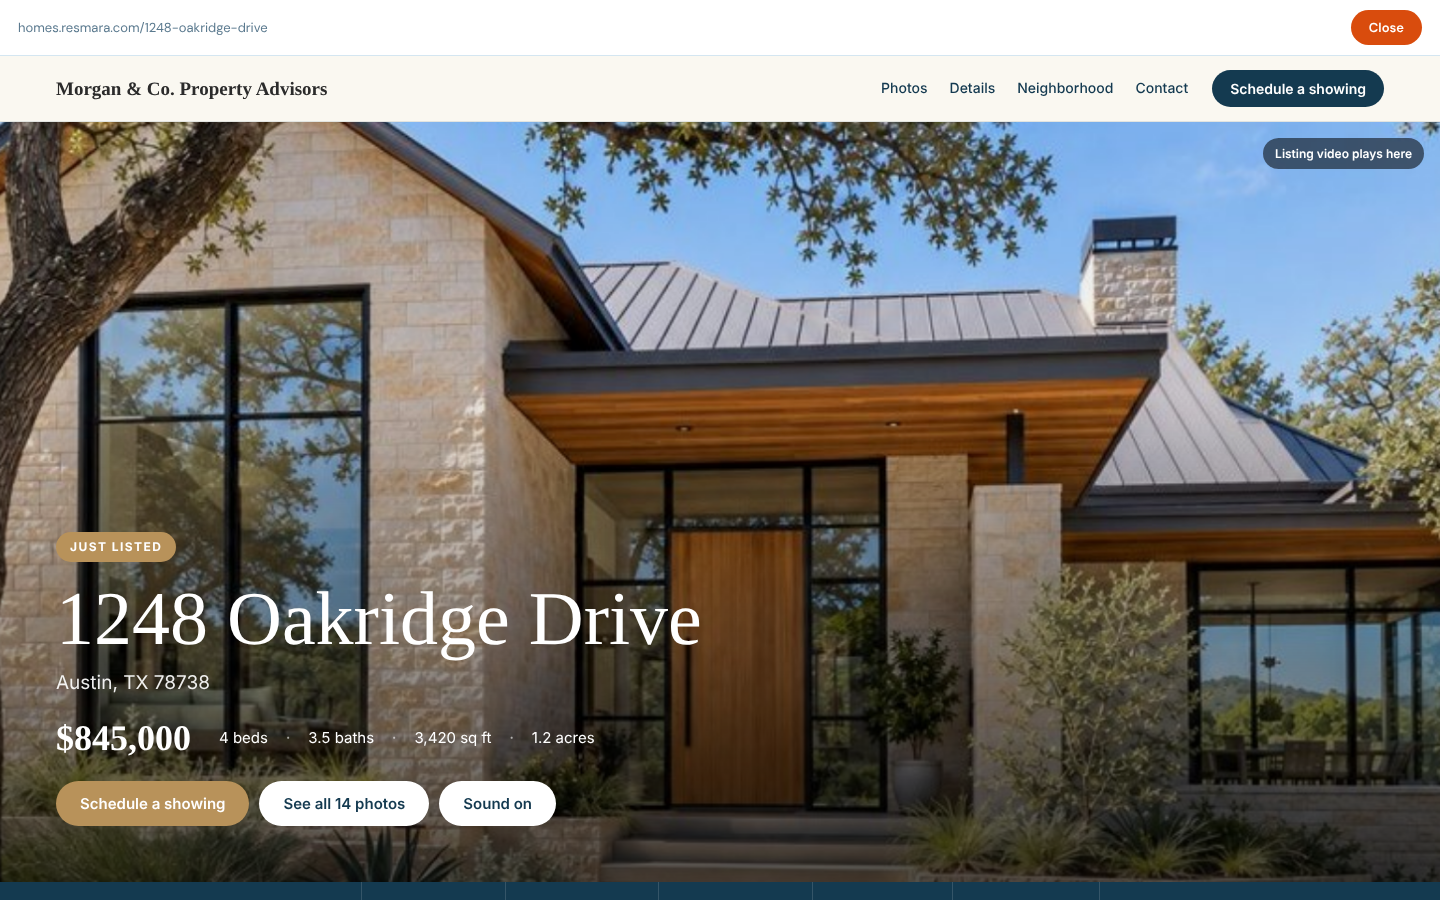 homes.resmara.com/1248-oakridge-drive
Close
Morgan & Co. Property Advisors
Photos
Details
Neighborhood
Contact
Schedule a showing
Listing video plays here
JUST LISTED
1248 Oakridge Drive
Austin, TX 78738
$845,000 4 beds · 3.5 baths · 3,420 sq ft · 1.2 acres
Schedule a showing
See all 14 photos
Sound on